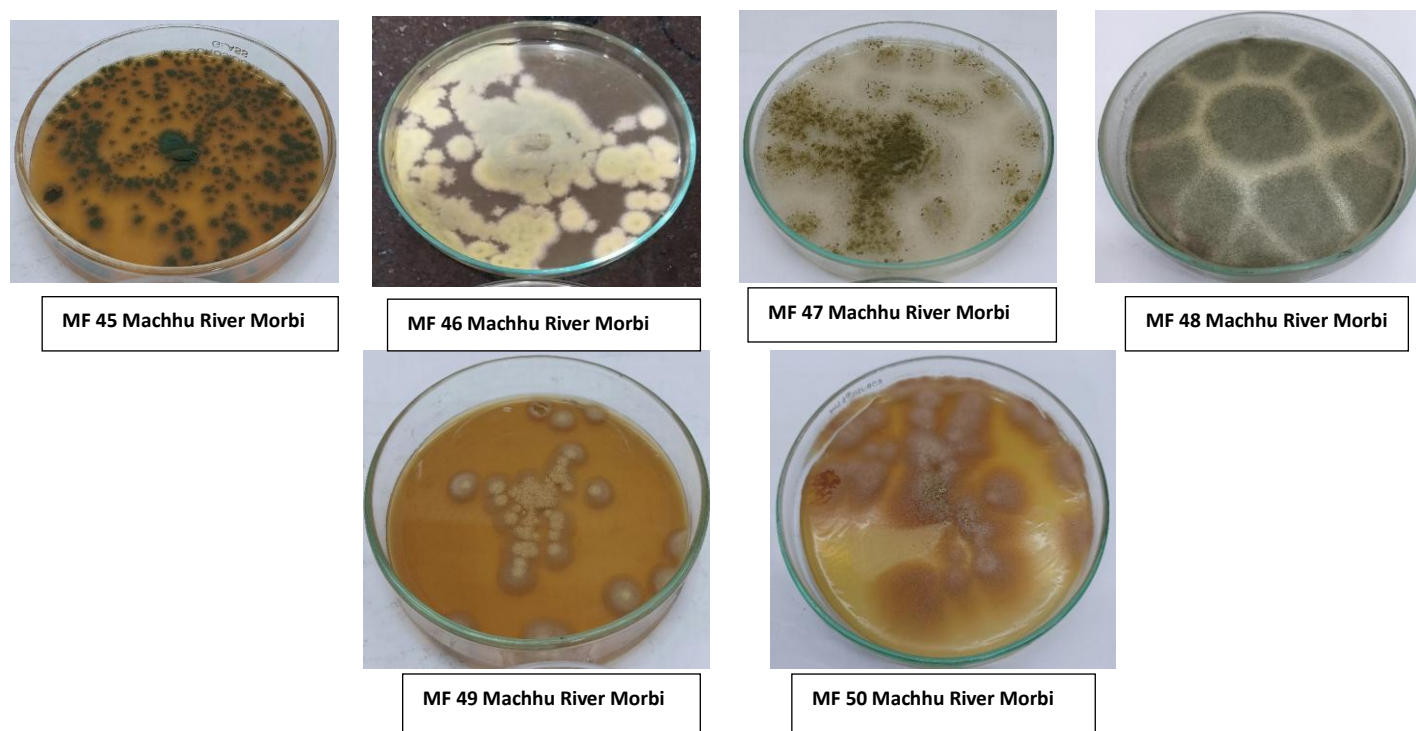 MF 45 Machhu River Morbi
MF 46 Machhu River Morbi
MF 47 Machhu River Morbi
MF 48 Machhu River Morbi
MF 49 Machhu River Morbi
MF 50 Machhu River Morbi